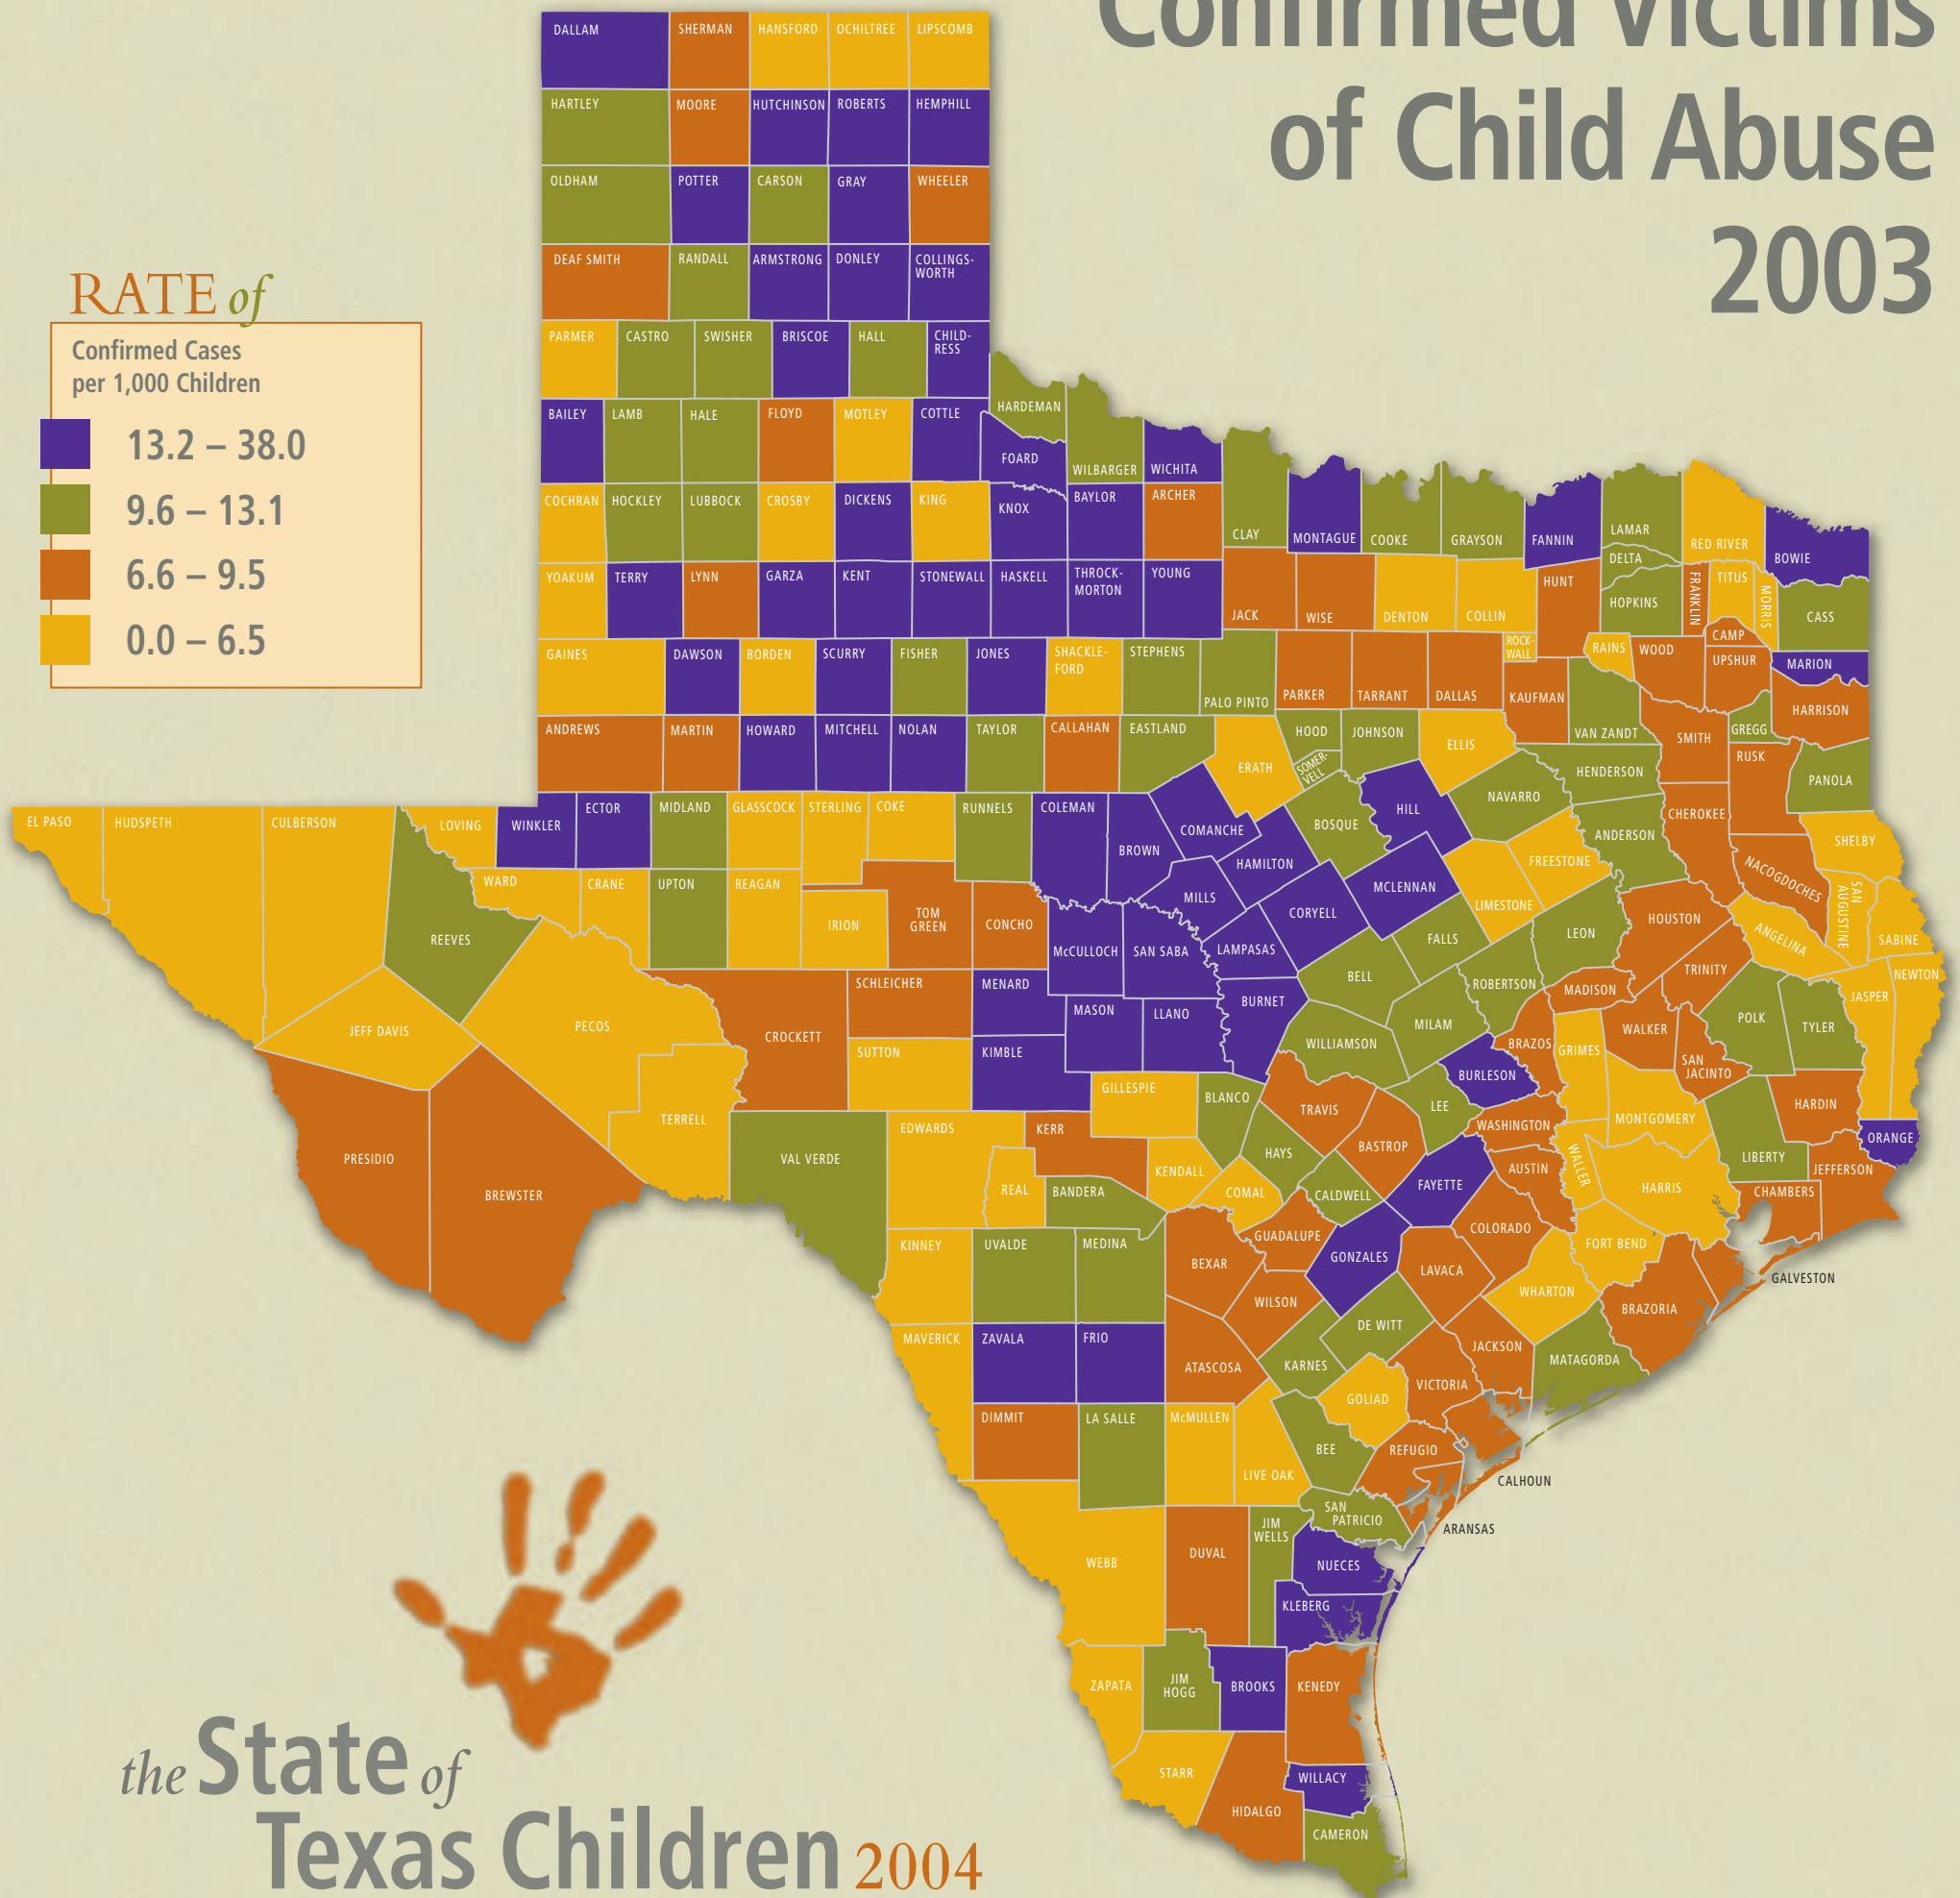 Confirmed Victims
of Child Abuse
2003
RATE of
Confirmed Cases
per 1,000 Children
13.2 – 38.0
9.6 – 13.1
6.6 – 9.5
0.0 – 6.5
DALLAM SHERMAN HANSFORD OCHILTREE LIPSCOMB
HARTLEY MOORE HUTCHINSON ROBERTS HEMPHILL
OLDHAM POTTER CARSON GRAY WHEELER
DEAF SMITH RANDALL ARMSTRONG DONLEY COLLINGS-
WORTH
PARMER CASTRO SWISHER BRISCOE HALL CHILD-
RESS
HARDEMAN
BAILEY LAMB HALE FLOYD MOTLEY COTTLE
FOARD WILBARGER WICHITA
COCHRAN HOCKLEY LUBBOCK CROSBY DICKENS KING KNOX BAYLOR ARCHER
CLAY MONTAGUE COOKE GRAYSON FANNIN LAMAR RED RIVER BOWIE
DELTA
YOAKUM TERRY LYNN GARZA KENT STONEWALL HASKELL THROCK-
MORTON YOUNG
JACK WISE DENTON COLLIN HUNT HOPKINS FRANKLIN TITUS MORRIS CASS
CAMP
GAINES DAWSON BORDEN SCURRY FISHER JONES SHACKLE-
FORD STEPHENS
PALO PINTO PARKER TARRANT DALLAS ROCK-
WALL KAUFMAN RAINS WOOD UPSHUR MARION
HARRISON
ANDREWS MARTIN HOWARD MITCHELL NOLAN TAYLOR CALLAHAN EASTLAND
ERATH HOOD SOMER-
VELL JOHNSON ELLIS VAN ZANDT SMITH GREGG RUSK PANOLA
HENDERSON
EL PASO HUDSPETH CULBERSON LOVING WINKLER ECTOR MIDLAND GLASSCOCK STERLING COKE RUNNELS COLEMAN
BROWN COMANCHE HAMILTON BOSQUE HILL NAVARRO ANDERSON CHEROKEE
FREESTONE NACOGDOCHES SHELBY
REEVES WARD CRANE UPTON REAGAN IRION TOM
GREEN CONCHO
MILLS CORYELL MCLENNAN LIMESTONE SAN
AUGUSTINE SABINE
McCULLOCH SAN SABA LAMPASAS FALLS LEON HOUSTON ANGELINA
BELL ROBERTSON MADISON TRINITY NEWTON
JASPER
JEFF DAVIS PECOS CROCKETT SCHLEICHER MENARD MASON LLANO BURNET
WILLIAMSON MILAM BRAZOS GRIMES WALKER SAN
JACINTO POLK TYLER
SUTTON KIMBLE
BURLESON
TERRELL GILLESPIE BLANCO TRAVIS LEE WASHINGTON MONTGOMERY HARDIN
ORANGE
PRESIDIO BREWSTER VAL VERDE EDWARDS KERR KENDALL HAYS BASTROP AUSTIN WALLER LIBERTY JEFFERSON
REAL BANDERA COMAL CALDWELL FAYETTE HARRIS CHAMBERS
KINNEY UVALDE MEDINA BEXAR GUADALUPE GONZALES COLORADO FORT BEND
GALVESTON
WILSON LAVACA WHARTON BRAZORIA
MAVERICK ZAVALA FRIO ATASCOSA KARNES DE WITT JACKSON MATAGORDA
VICTORIA GOLIAD
DIMMIT LA SALLE McMULLEN LIVE OAK BEE REFUGIO
CALHOUN
SAN
PATRICIO ARANSAS
WEBB DUVAL JIM
WELLS NUECES
KLEBERG
ZAPATA JIM
HOGG BROOKS KENEDY
STARR HIDALGO WILLACY
CAMERON
the State of
Texas Children 2004